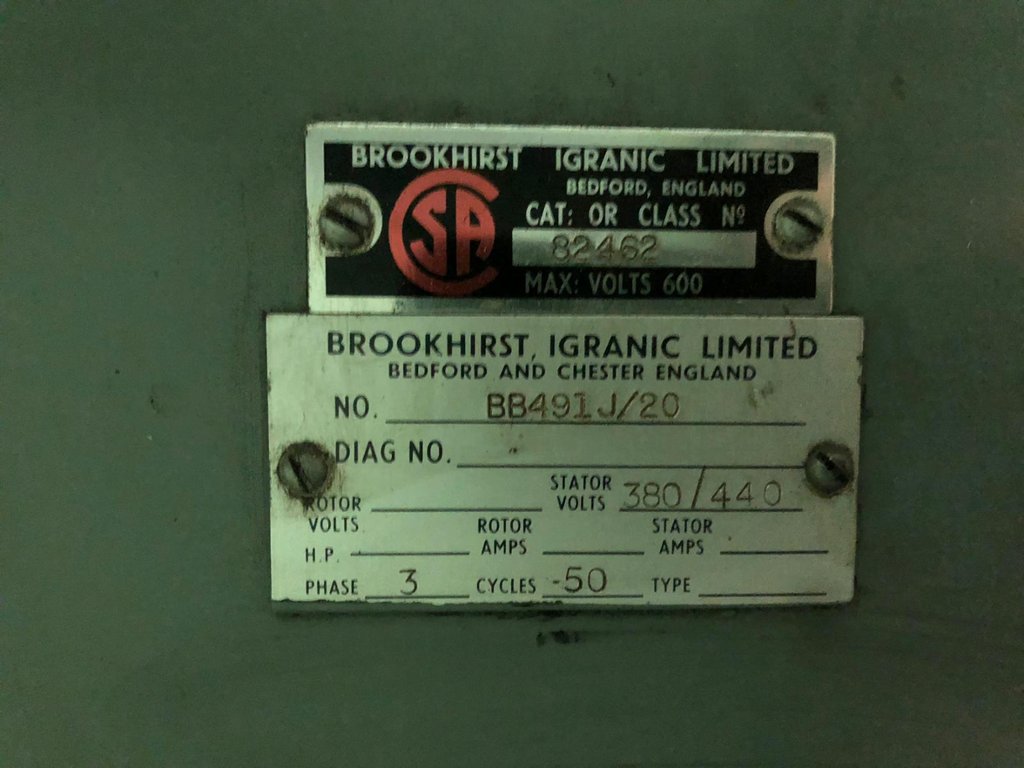 BROOKHIRST IGRANIC LIMITED
BEDFORD, ENGLAND
CSA
CAT: OR CLASS Nº
82462
MAX: VOLTS 600
BROOKHIRST, IGRANIC LIMITED
BEDFORD AND CHESTER ENGLAND
NO. BB491J/20
DIAG NO.
ROTOR VOLTS STATOR VOLTS 380/440
H.P. ROTOR AMPS STATOR AMPS
PHASE 3 CYCLES -50 TYPE